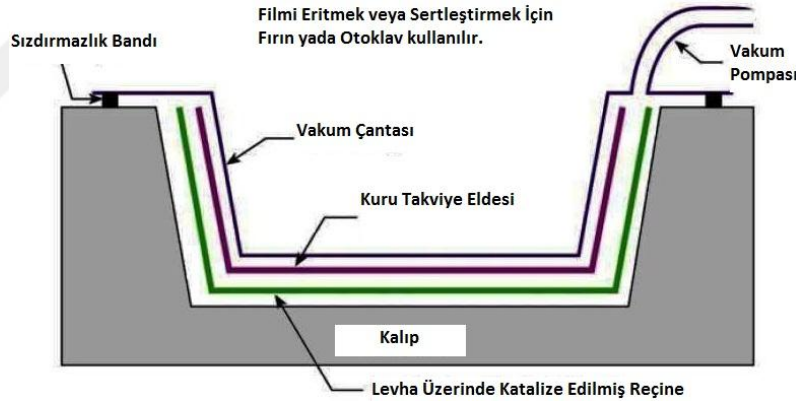 Filmi Eritmek veya Sertleştirmek İçin
Fırın yada Otoklav kullanılır.
Sızdırmazlık Bandı
Vakum
Pompası
Vakum Çantası
Kuru Takviye Eldesi
Kalıp
Levha Üzerinde Katalize Edilmiş Reçine